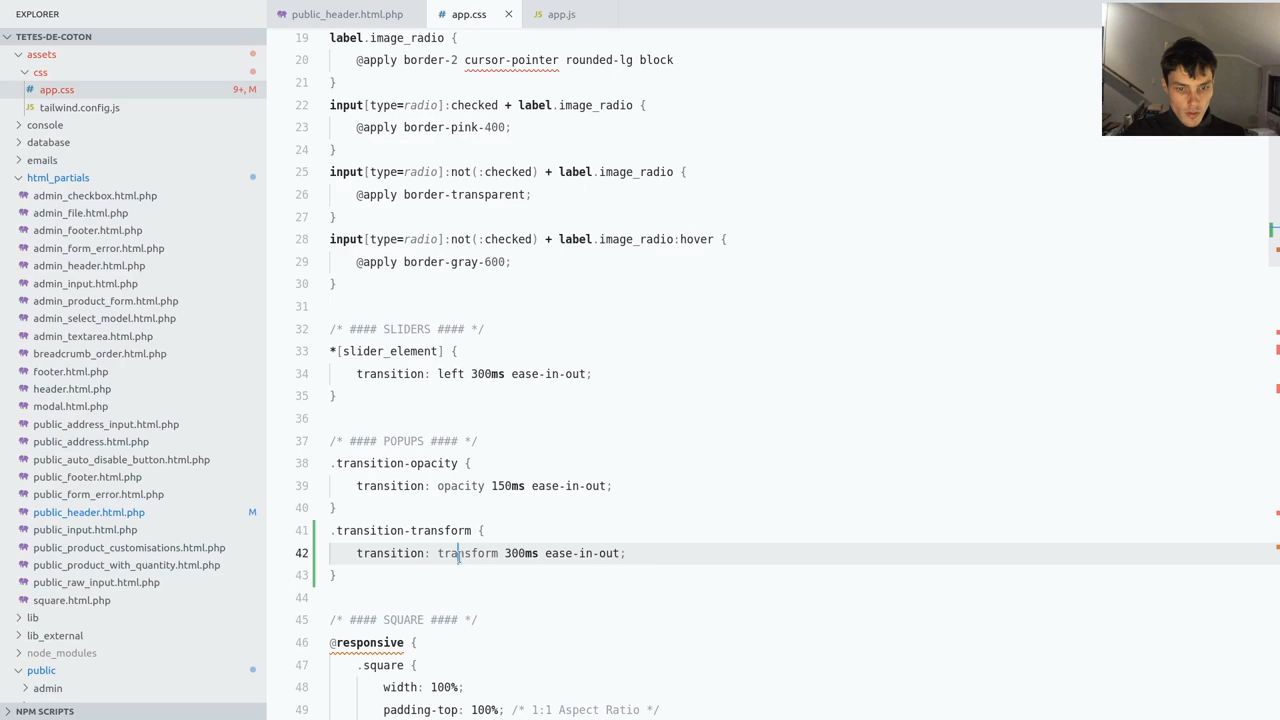 EXPLORER
TETES-DE-COTON
assets
css
app.css 9+, M
JS tailwind.config.js
console
database
emails
html_partials
admin_checkbox.html.php
admin_file.html.php
admin_footer.html.php
admin_form_error.html.php
admin_header.html.php
admin_input.html.php
admin_product_form.html.php
admin_select_model.html.php
admin_textarea.html.php
breadcrumb_order.html.php
footer.html.php
header.html.php
modal.html.php
public_address_input.html.php
public_address.html.php
public_auto_disable_button.html.php
public_footer.html.php
public_form_error.html.php
public_header.html.php M
public_input.html.php
public_product_customisations.html.php
public_product_with_quantity.html.php
public_raw_input.html.php
square.html.php
lib
lib_external
node_modules
public
admin
NPM SCRIPTS
public_header.html.php
app.css
JS app.js
19 label.image_radio {
20 @apply border-2 cursor-pointer rounded-lg block
21 }
22 input[type=radio]:checked + label.image_radio {
23 @apply border-pink-400;
24 }
25 input[type=radio]:not(:checked) + label.image_radio {
26 @apply border-transparent;
27 }
28 input[type=radio]:not(:checked) + label.image_radio:hover {
29 @apply border-gray-600;
30 }
31
32 /* #### SLIDERS #### */
33 *[slider_element] {
34 transition: left 300ms ease-in-out;
35 }
36
37 /* #### POPUPS #### */
38 .transition-opacity {
39 transition: opacity 150ms ease-in-out;
40 }
41 .transition-transform {
42 transition: transform 300ms ease-in-out;
43 }
44
45 /* #### SQUARE #### */
46 @responsive {
47 .square {
48 width: 100%;
49 padding-top: 100%; /* 1:1 Aspect Ratio */